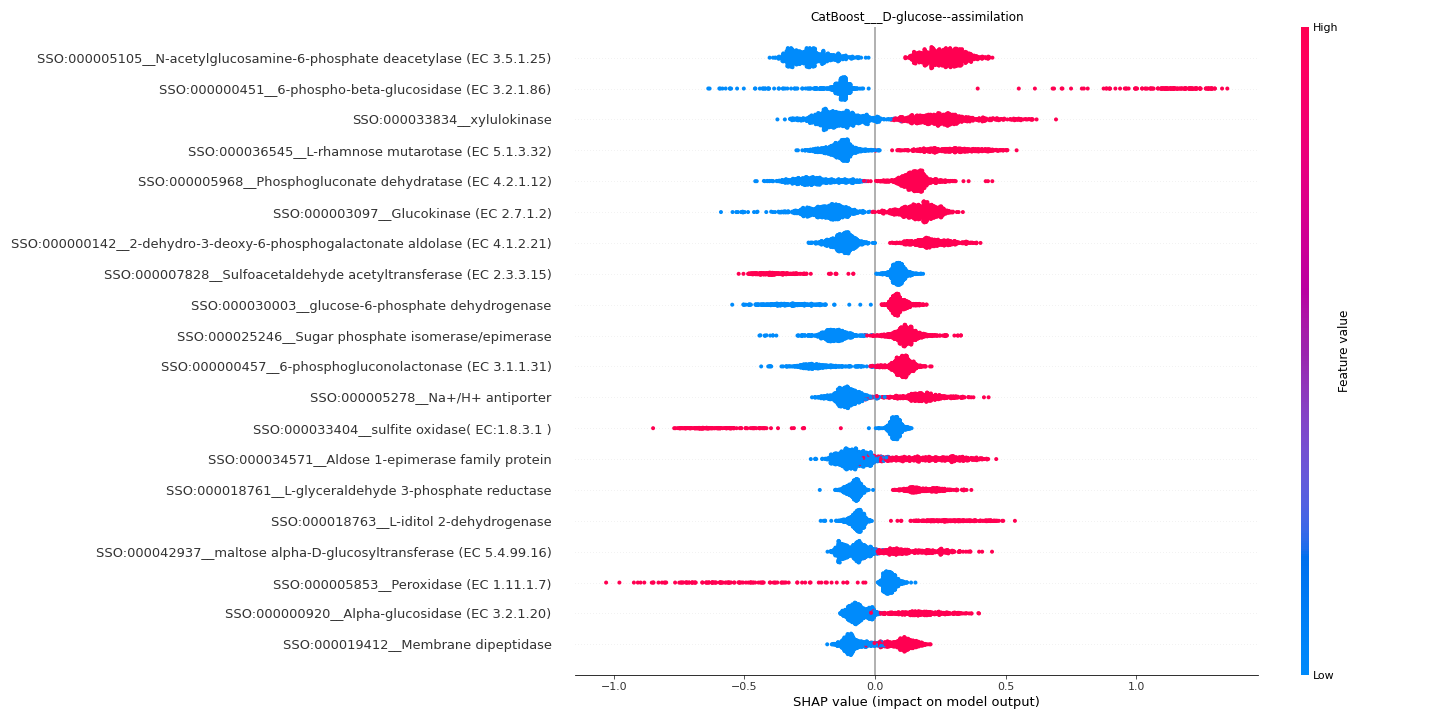 CatBoost___D-glucose--assimilation
SSO:000005105__N-acetylglucosamine-6-phosphate deacetylase (EC 3.5.1.25)
SSO:000000451__6-phospho-beta-glucosidase (EC 3.2.1.86)
SSO:000033834__xylulokinase
SSO:000036545__L-rhamnose mutarotase (EC 5.1.3.32)
SSO:000005968__Phosphogluconate dehydratase (EC 4.2.1.12)
SSO:000003097__Glucokinase (EC 2.7.1.2)
SSO:000000142__2-dehydro-3-deoxy-6-phosphogalactonate aldolase (EC 4.1.2.21)
SSO:000007828__Sulfoacetaldehyde acetyltransferase (EC 2.3.3.15)
SSO:000030003__glucose-6-phosphate dehydrogenase
SSO:000025246__Sugar phosphate isomerase/epimerase
SSO:000000457__6-phosphogluconolactonase (EC 3.1.1.31)
SSO:000005278__Na+/H+ antiporter
SSO:000033404__sulfite oxidase( EC:1.8.3.1 )
SSO:000034571__Aldose 1-epimerase family protein
SSO:000018761__L-glyceraldehyde 3-phosphate reductase
SSO:000018763__L-iditol 2-dehydrogenase
SSO:000042937__maltose alpha-D-glucosyltransferase (EC 5.4.99.16)
SSO:000005853__Peroxidase (EC 1.11.1.7)
SSO:000000920__Alpha-glucosidase (EC 3.2.1.20)
SSO:000019412__Membrane dipeptidase
−1.0 −0.5 0.0 0.5 1.0
SHAP value (impact on model output)
High
Feature value
Low